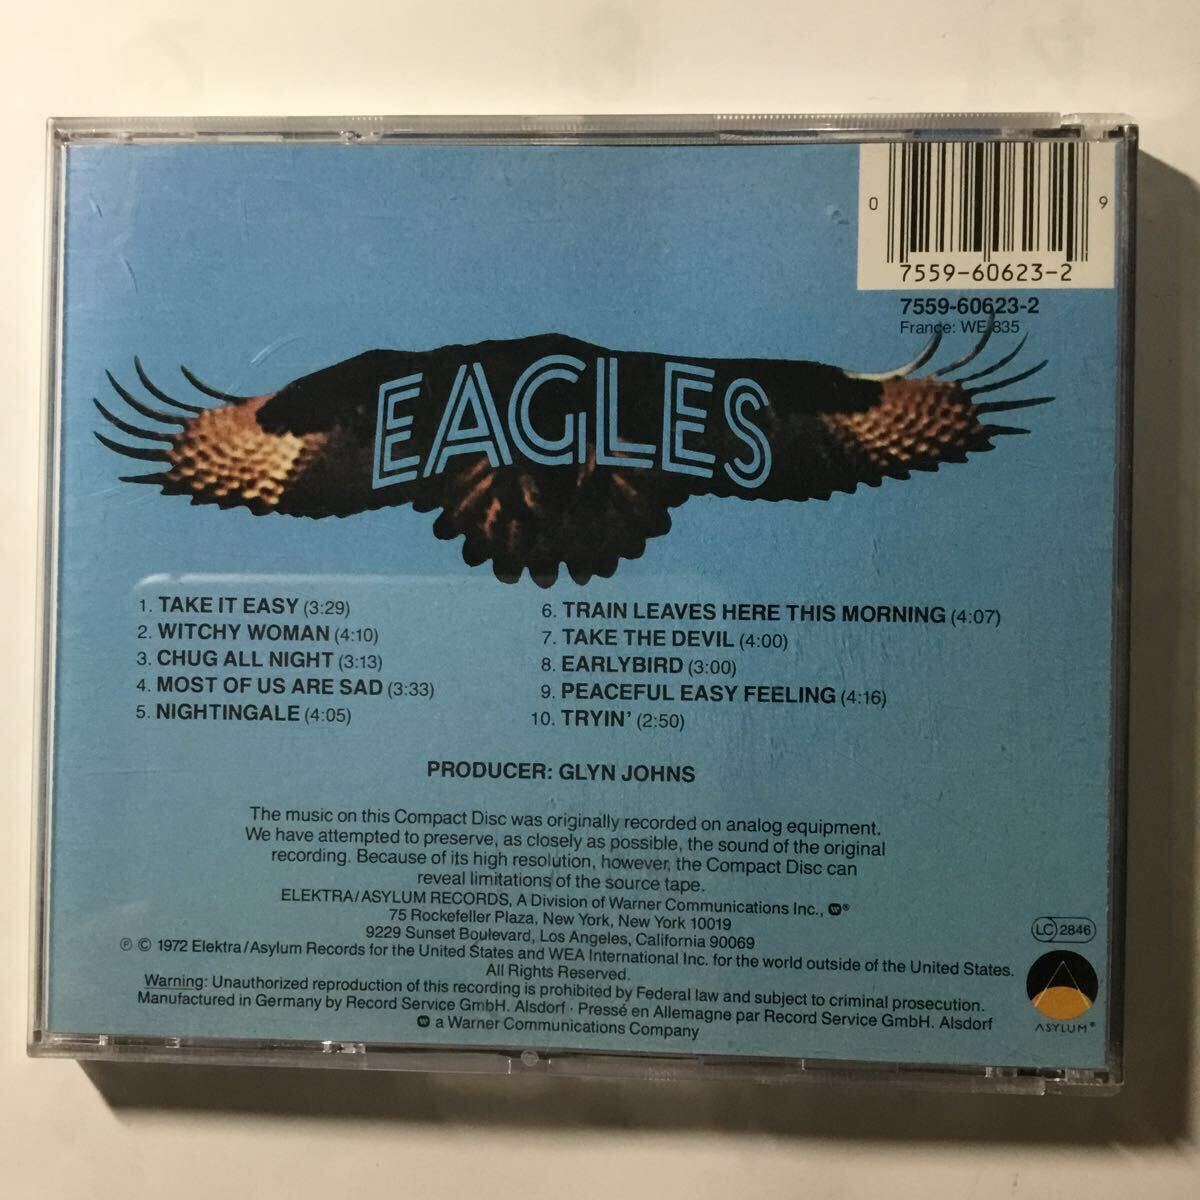 0
9
7559-60623-2
7559-60623-2
France: WE 835
EAGLES
1. TAKE IT EASY (3:29)
2. WITCHY WOMAN (4:10)
3. CHUG ALL NIGHT (3:13)
4. MOST OF US ARE SAD (3:33)
5. NIGHTINGALE (4:05)
6. TRAIN LEAVES HERE THIS MORNING (4:07)
7. TAKE THE DEVIL (4:00)
8. EARLYBIRD (3:00)
9. PEACEFUL EASY FEELING (4:16)
10. TRYIN' (2:50)
PRODUCER: GLYN JOHNS
The music on this Compact Disc was originally recorded on analog equipment.
We have attempted to preserve, as closely as possible, the sound of the original
recording. Because of its high resolution, however, the Compact Disc can
reveal limitations of the source tape.
ELEKTRA/ASYLUM RECORDS, A Division of Warner Communications Inc., ®
75 Rockefeller Plaza, New York, New York 10019
9229 Sunset Boulevard, Los Angeles, California 90069
℗ © 1972 Elektra/Asylum Records for the United States and WEA International Inc. for the world outside of the United States.
All Rights Reserved.
Warning: Unauthorized reproduction of this recording is prohibited by Federal law and subject to criminal prosecution.
Manufactured in Germany by Record Service GmbH. Alsdorf · Pressé en Allemagne par Record Service GmbH. Alsdorf
a Warner Communications Company
LC 2846
ASYLUM®